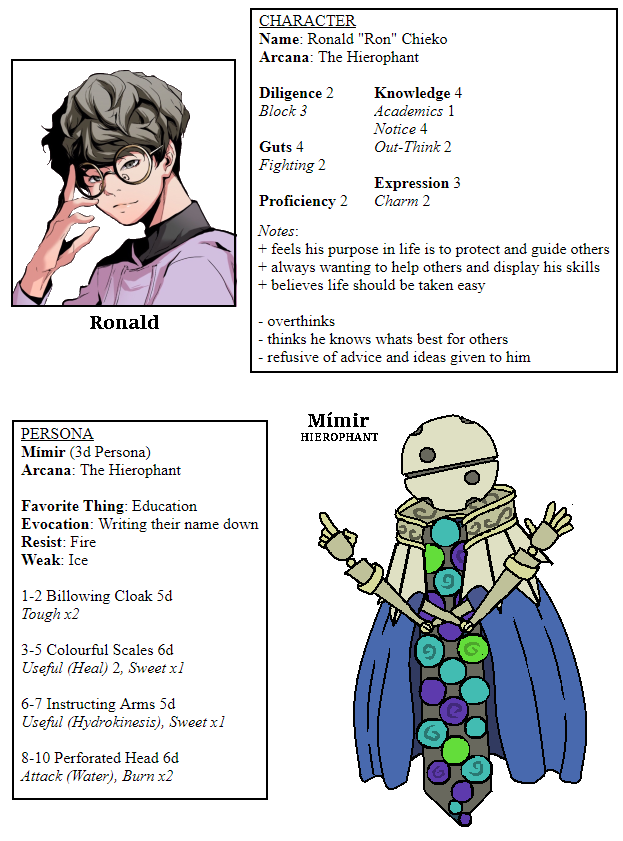 CHARACTER
Name: Ronald "Ron" Chieko
Arcana: The Hierophant
Diligence 2
Block 3
Guts 4
Fighting 2
Proficiency 2
Knowledge 4
Academics 1
Notice 4
Out-Think 2
Expression 3
Charm 2
Notes:
+ feels his purpose in life is to protect and guide others
+ always wanting to help others and display his skills
+ believes life should be taken easy
- overthinks
- thinks he knows whats best for others
- refusive of advice and ideas given to him
Ronald
PERSONA
Mímir (3d Persona)
Arcana: The Hierophant
Favorite Thing: Education
Evocation: Writing their name down
Resist: Fire
Weak: Ice
1-2 Billowing Cloak 5d
Tough x2
3-5 Colourful Scales 6d
Useful (Heal) 2, Sweet x1
6-7 Instructing Arms 5d
Useful (Hydrokinesis), Sweet x1
8-10 Perforated Head 6d
Attack (Water), Burn x2
Mímir
HIEROPHANT